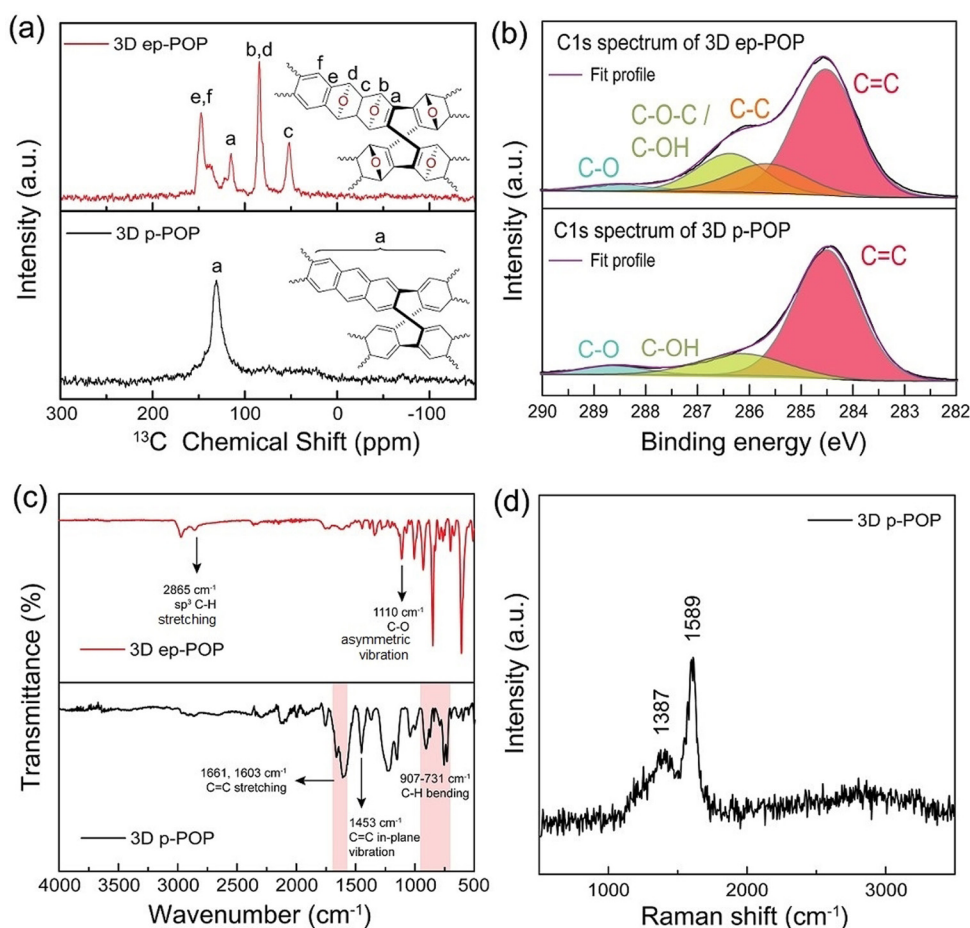 (a)
3D ep-POP
b,d
e,f
a
c
f
e
d
c
b
a
O
O
O
O
O
O
Intensity (a.u.)
3D p-POP
a
a
300
200
100
0
-100
¹³C Chemical Shift (ppm)
(b)
C1s spectrum of 3D ep-POP
Fit profile
C=C
C-O-C /
C-OH
C-C
C-O
Intensity (a.u.)
C1s spectrum of 3D p-POP
Fit profile
C=C
C-O
C-OH
290
289
288
287
286
285
284
283
282
Binding energy (eV)
(c)
2865 cm⁻¹
sp³ C-H
stretching
1110 cm⁻¹
C-O
asymmetric
vibration
3D ep-POP
Transmittance (%)
1661, 1603 cm⁻¹
C=C stretching
907-731 cm⁻¹
C-H bending
1453 cm⁻¹
C=C in-plane
vibration
3D p-POP
4000
3500
3000
2500
2000
1500
1000
500
Wavenumber (cm⁻¹)
(d)
3D p-POP
1589
1387
Intensity (a.u.)
1000
2000
3000
Raman shift (cm⁻¹)